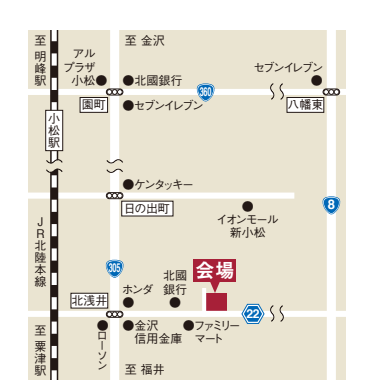 至 明峰駅
アル
プラザ
小松
至 金沢
北國銀行
セブンイレブン
360
園町
セブンイレブン
八幡東
小松駅
ケンタッキー
日の出町
イオンモール
新小松
8
JR北陸本線
305
北國
銀行
会場
ホンダ
北浅井
22
至 粟津駅
ローソン
金沢
信用金庫
ファミリー
マート
至 福井